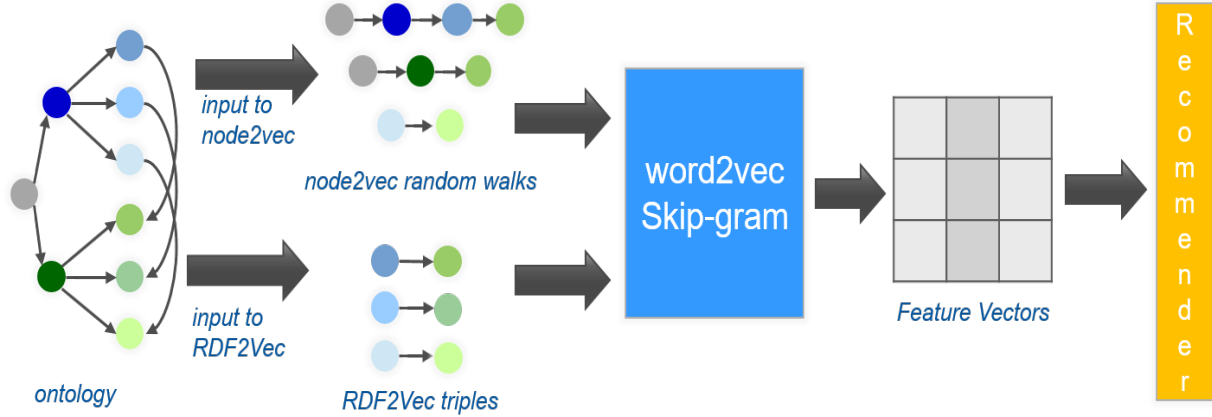 input to
node2vec
node2vec random walks
word2vec
Skip-gram
input to
RDF2Vec
ontology
RDF2Vec triples
Feature Vectors
R
e
c
o
m
m
e
n
d
e
r